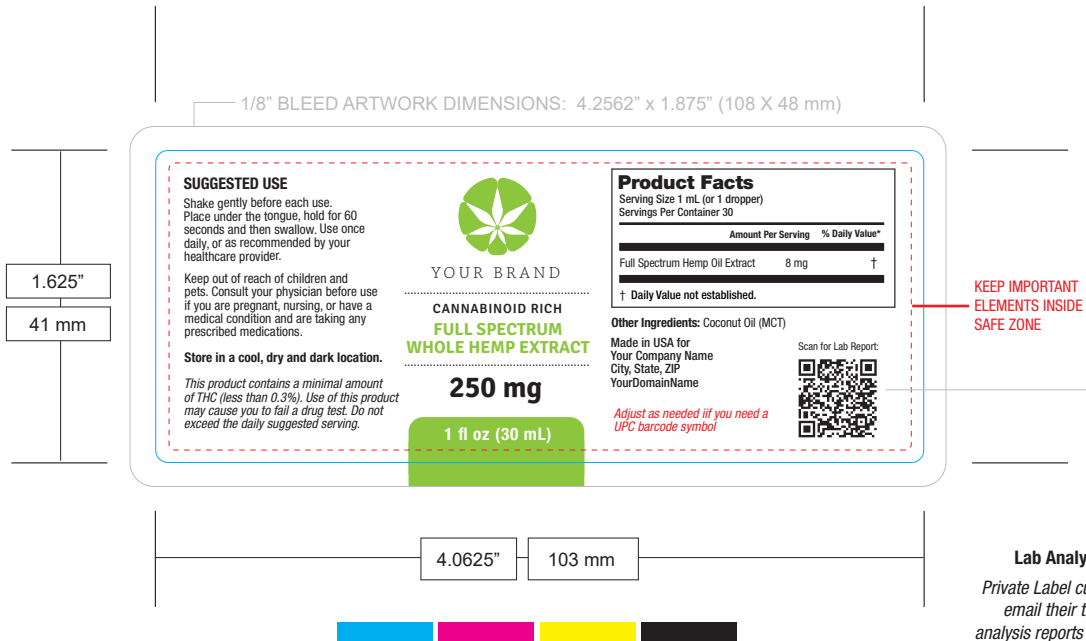 1/8” BLEED ARTWORK DIMENSIONS: 4.2562” x 1.875” (108 X 48 mm)
1.625”
41 mm
SUGGESTED USE
Shake gently before each use.
Place under the tongue, hold for 60
seconds and then swallow. Use once
daily, or as recommended by your
healthcare provider.
Keep out of reach of children and
pets. Consult your physician before use
if you are pregnant, nursing, or have a
medical condition and are taking any
prescribed medications.
Store in a cool, dry and dark location.
This product contains a minimal amount
of THC (less than 0.3%). Use of this product
may cause you to fail a drug test. Do not
exceed the daily suggested serving.
YOUR BRAND
CANNABINOID RICH
FULL SPECTRUM
WHOLE HEMP EXTRACT
250 mg
1 fl oz (30 mL)
Product Facts
Serving Size 1 mL (or 1 dropper)
Servings Per Container 30
Amount Per Serving % Daily Value*
Full Spectrum Hemp Oil Extract 8 mg †
† Daily Value not established.
Other Ingredients: Coconut Oil (MCT)
Made in USA for
Your Company Name
City, State, ZIP
YourDomainName
Adjust as needed iif you need a
UPC barcode symbol
Scan for Lab Report:
KEEP IMPORTANT
ELEMENTS INSIDE
SAFE ZONE
4.0625” 103 mm
Lab Analy
Private Label cu
email their t
analysis reports